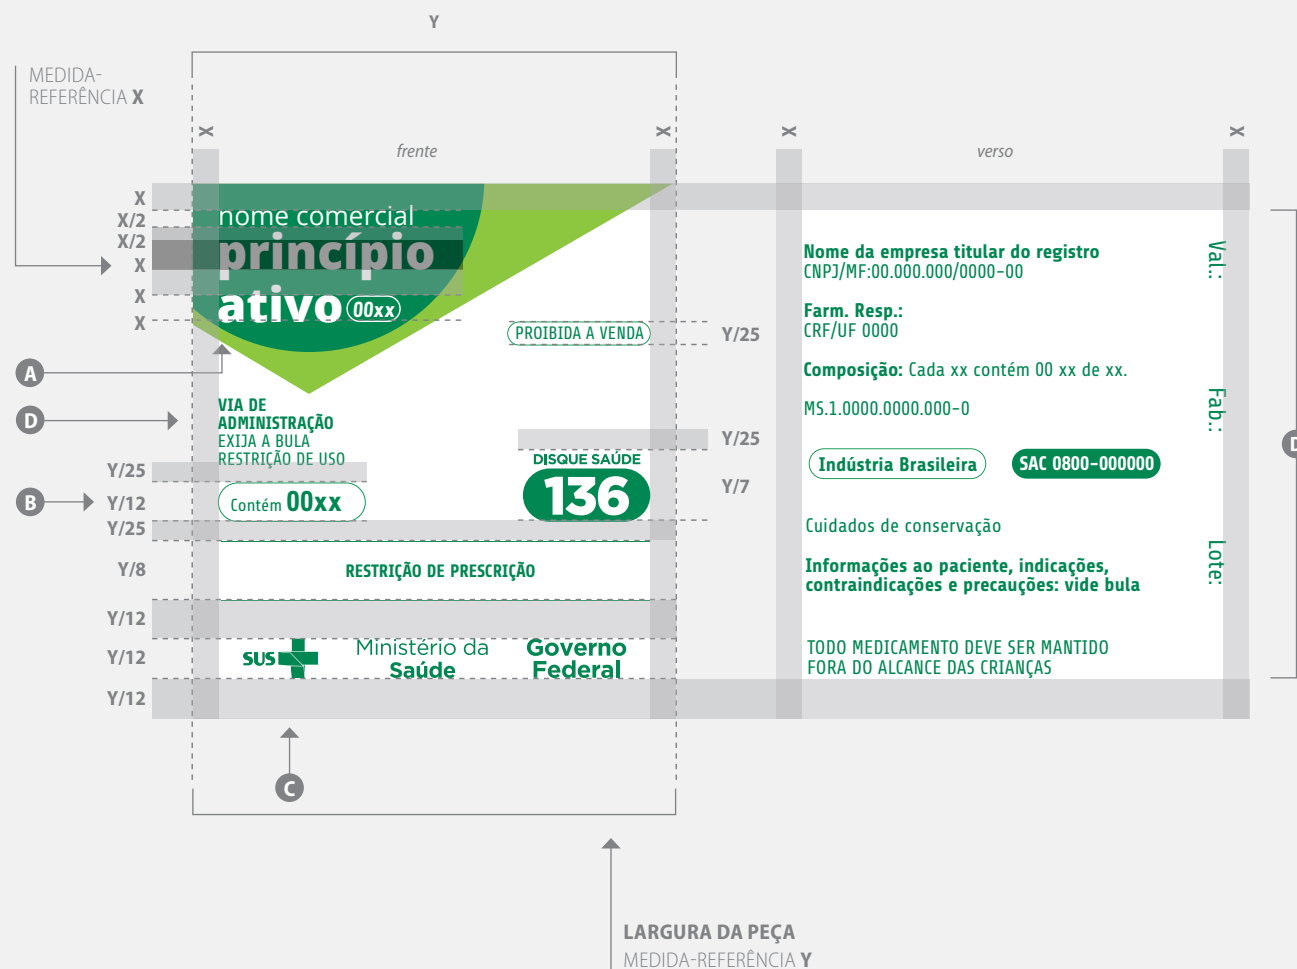 Y
MEDIDA-
REFERÊNCIA X
X
X
X
X
frente
verso
X
X/2
X/2
X
X
X
nome comercial
princípio
ativo 00xx
PROIBIDA A VENDA
Y/25
A
D
VIA DE
ADMINISTRAÇÃO
EXIJA A BULA
RESTRIÇÃO DE USO
Y/25
Y/25
DISQUE SAÚDE
136
Y/7
B
Y/12
Contém 00xx
Y/25
Y/8
RESTRIÇÃO DE PRESCRIÇÃO
Y/12
Y/12
SUS
Ministério da
Saúde
Governo
Federal
Y/12
C
Nome da empresa titular do registro
CNPJ/MF:00.000.000/0000-00
Farm. Resp.:
CRF/UF 0000
Composição: Cada xx contém 00 xx de xx.
MS.1.0000.0000.000-0
Indústria Brasileira
SAC 0800-000000
Cuidados de conservação
Informações ao paciente, indicações,
contraindicações e precauções: vide bula
TODO MEDICAMENTO DEVE SER MANTIDO
FORA DO ALCANCE DAS CRIANÇAS
Val.:
Fab.:
Lote:
D
LARGURA DA PEÇA
MEDIDA-REFERÊNCIA Y